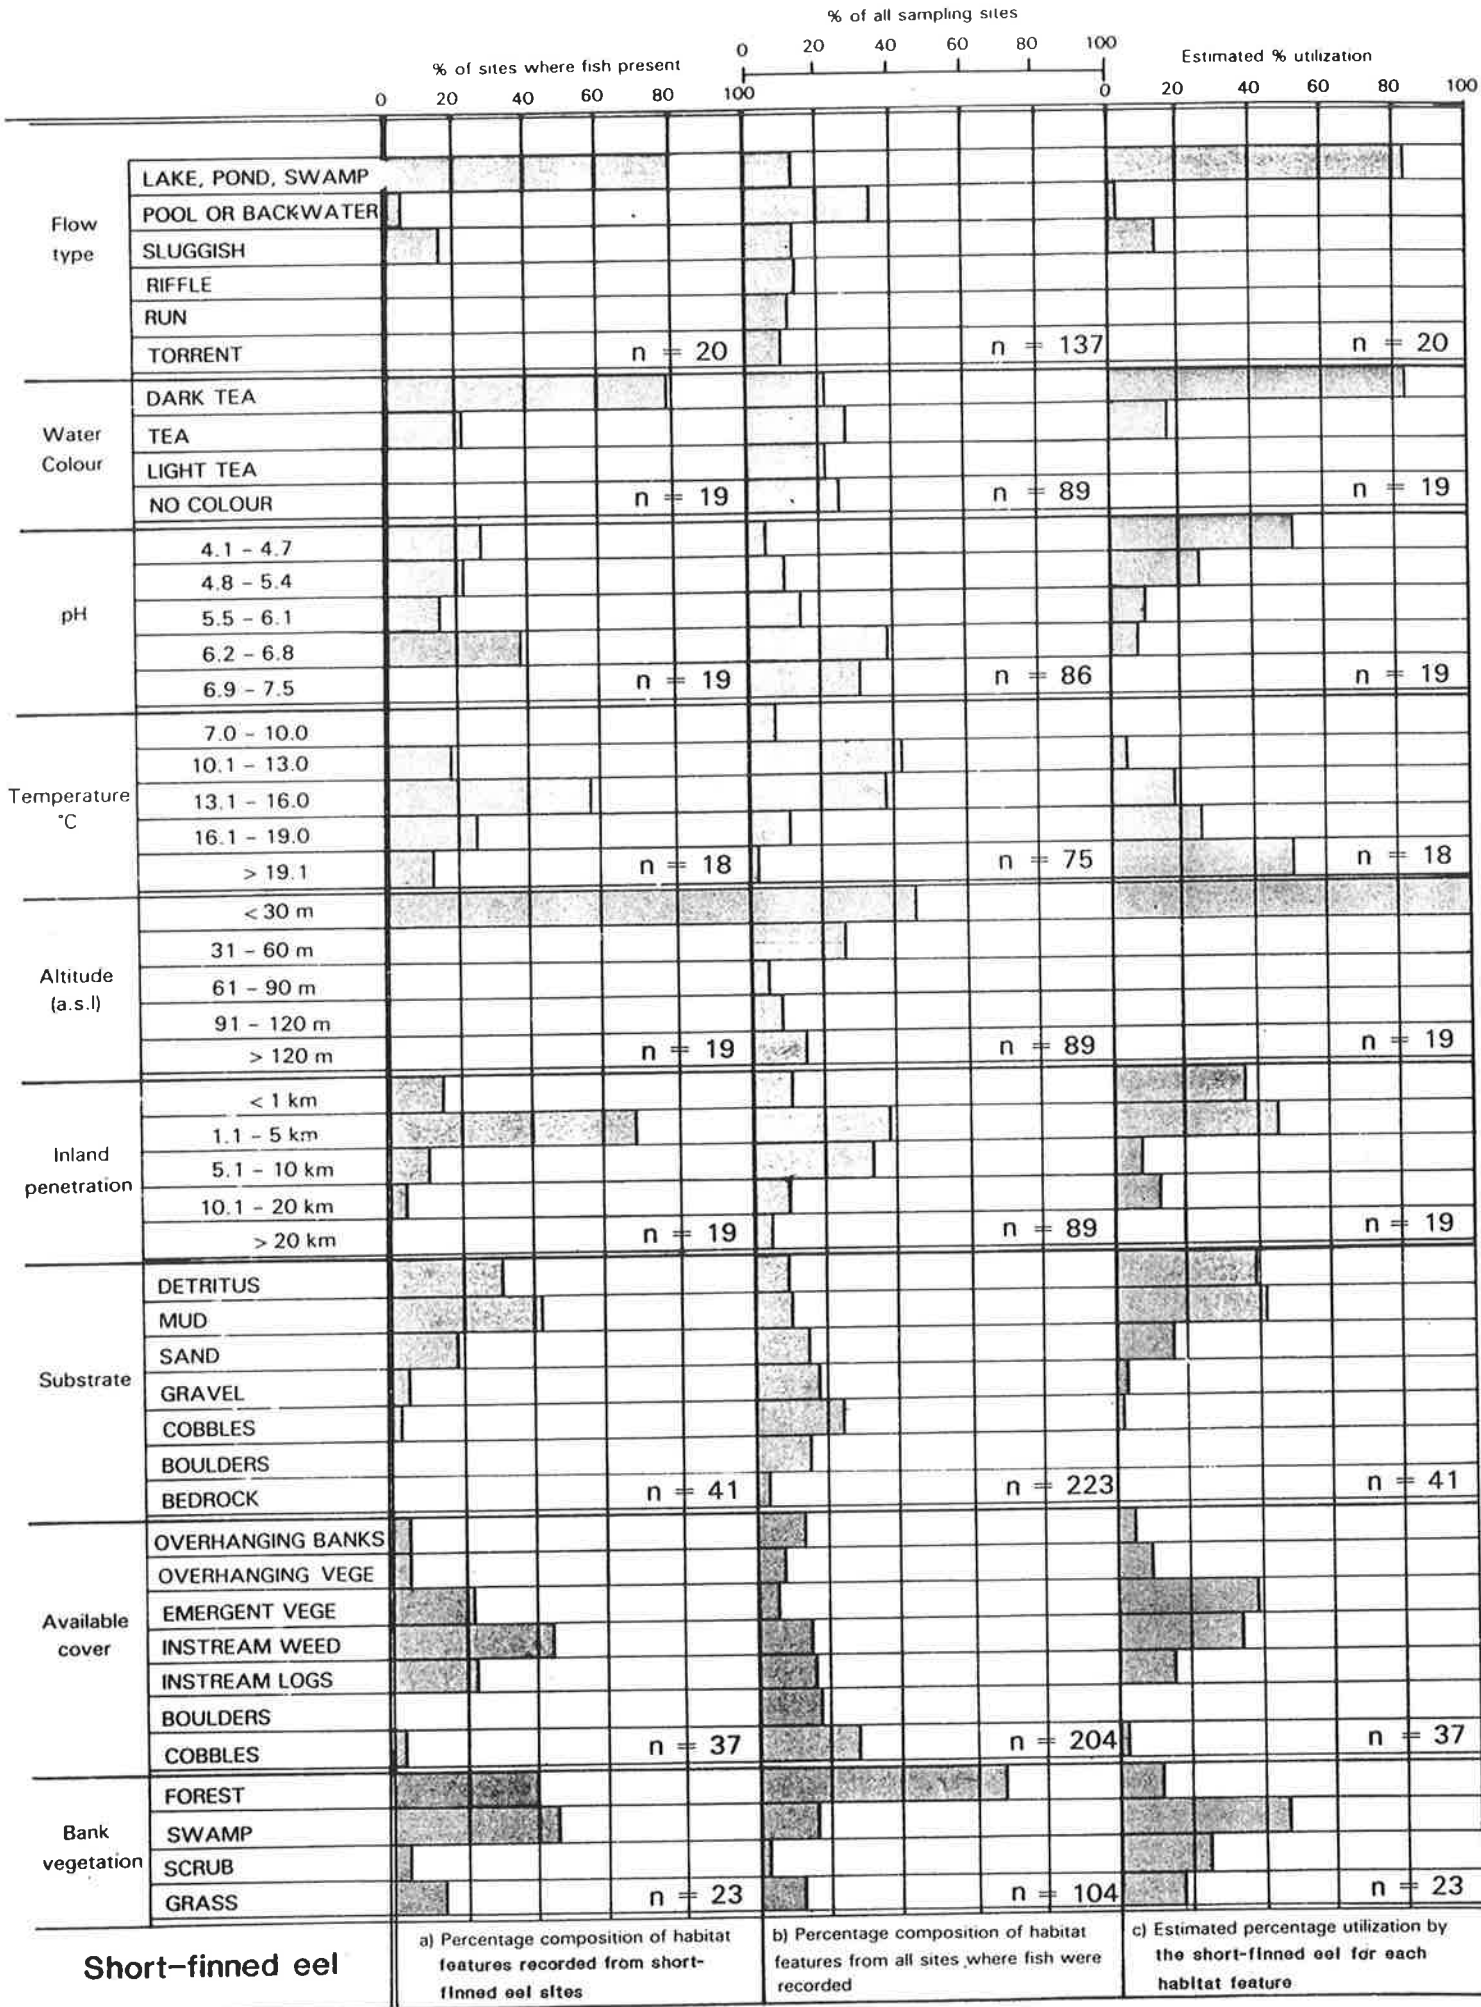 % of all sampling sites
0 20 40 60 80 100
% of sites where fish present
Estimated % utilization
0 20 40 60 80 100
0 20 40 60 80 100
Flow
type
LAKE, POND, SWAMP
POOL OR BACKWATER
SLUGGISH
RIFFLE
RUN
TORRENT
n = 20
n = 137
n = 20
Water
Colour
DARK TEA
TEA
LIGHT TEA
NO COLOUR
n = 19
n = 89
n = 19
pH
4.1 - 4.7
4.8 - 5.4
5.5 - 6.1
6.2 - 6.8
6.9 - 7.5
n = 19
n = 86
n = 19
Temperature
°C
7.0 - 10.0
10.1 - 13.0
13.1 - 16.0
16.1 - 19.0
> 19.1
n = 18
n = 75
n = 18
Altitude
(a.s.l)
< 30 m
31 - 60 m
61 - 90 m
91 - 120 m
> 120 m
n = 19
n = 89
n = 19
Inland
penetration
< 1 km
1.1 - 5 km
5.1 - 10 km
10.1 - 20 km
> 20 km
n = 19
n = 89
n = 19
Substrate
DETRITUS
MUD
SAND
GRAVEL
COBBLES
BOULDERS
BEDROCK
n = 41
n = 223
n = 41
Available
cover
OVERHANGING BANKS
OVERHANGING VEGE
EMERGENT VEGE
INSTREAM WEED
INSTREAM LOGS
BOULDERS
COBBLES
n = 37
n = 204
n = 37
Bank
vegetation
FOREST
SWAMP
SCRUB
GRASS
n = 23
n = 104
n = 23
Short-finned eel
a) Percentage composition of habitat
features recorded from short-
finned eel sites
b) Percentage composition of habitat
features from all sites where fish were
recorded
c) Estimated percentage utilization by
the short-finned eel for each
habitat feature